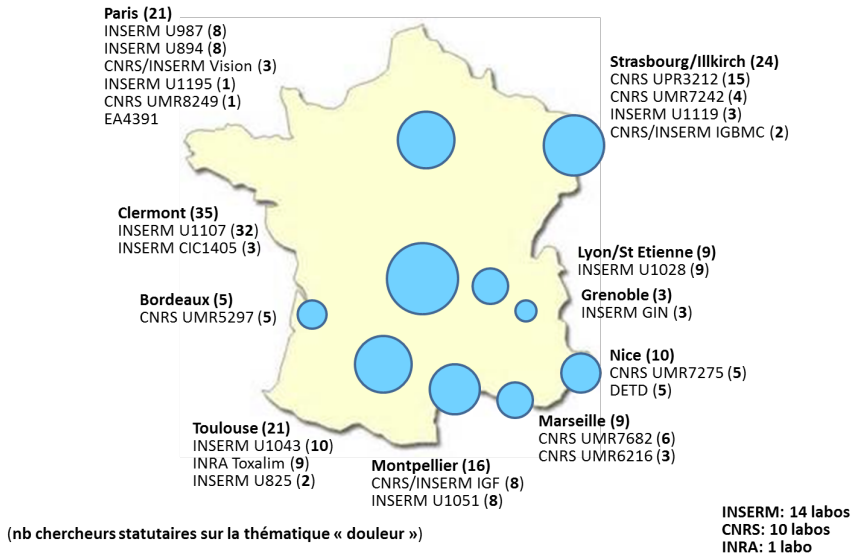 Paris (21)
INSERM U987 (8)
INSERM U894 (8)
CNRS/INSERM Vision (3)
INSERM U1195 (1)
CNRS UMR8249 (1)
EA4391
Strasbourg/Illkirch (24)
CNRS UPR3212 (15)
CNRS UMR7242 (4)
INSERM U1119 (3)
CNRS/INSERM IGBMC (2)
Clermont (35)
INSERM U1107 (32)
INSERM CIC1405 (3)
Lyon/St Etienne (9)
INSERM U1028 (9)
Bordeaux (5)
CNRS UMR5297 (5)
Grenoble (3)
INSERM GIN (3)
Nice (10)
CNRS UMR7275 (5)
DETD (5)
Marseille (9)
CNRS UMR7682 (6)
CNRS UMR6216 (3)
Toulouse (21)
INSERM U1043 (10)
INRA Toxalim (9)
INSERM U825 (2)
Montpellier (16)
CNRS/INSERM IGF (8)
INSERM U1051 (8)
INSERM: 14 labos
CNRS: 10 labos
INRA: 1 labo
(nb chercheurs statutaires sur la thématique « douleur »)